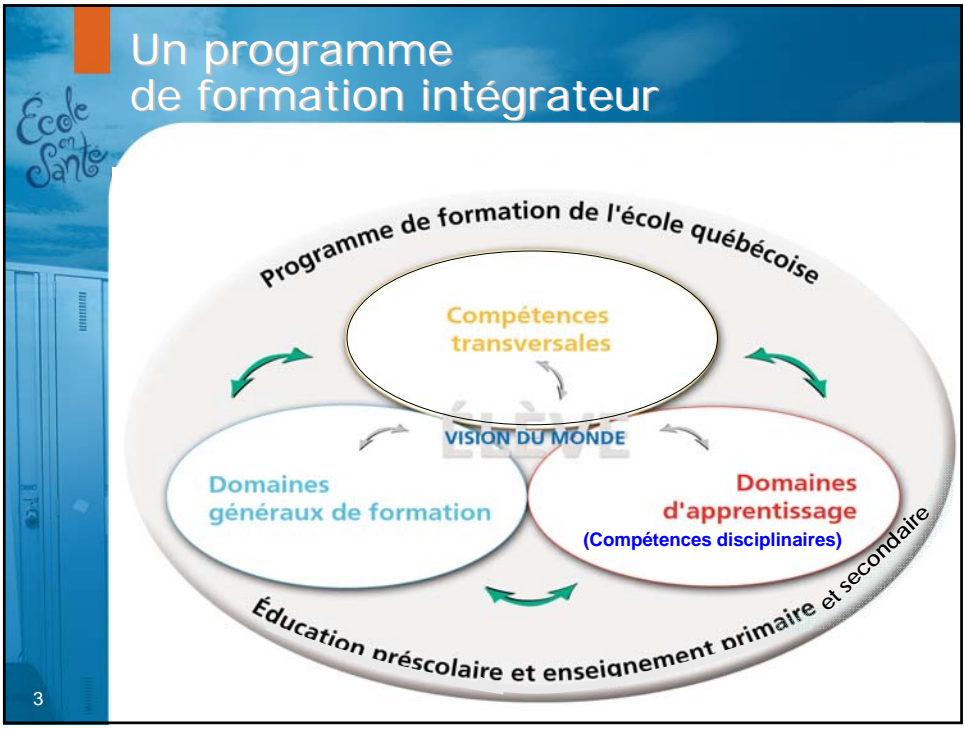 Un programme
de formation intégrateur
École
en
Santé
Programme de formation de l'école québécoise
Compétences
transversales
ÉLÈVE
VISION DU MONDE
Domaines
généraux de formation
Domaines
d'apprentissage
(Compétences disciplinaires)
Éducation préscolaire et enseignement primaire et secondaire
3